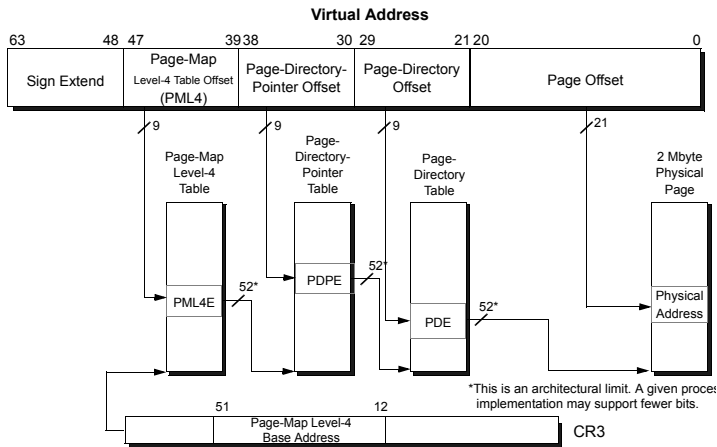 Virtual Address
63 48 47 39 38 30 29 21 20 0
Sign Extend
Page-Map
Level-4 Table Offset
(PML4)
Page-Directory-
Pointer Offset
Page-Directory
Offset
Page Offset
9 9 9 21
Page-Map
Level-4
Table
Page-
Directory-
Pointer
Table
Page-
Directory
Table
2 Mbyte
Physical
Page
PML4E
52*
PDPE
52*
PDE
52*
Physical
Address
*This is an architectural limit. A given proces
implementation may support fewer bits.
51 12
Page-Map Level-4
Base Address
CR3